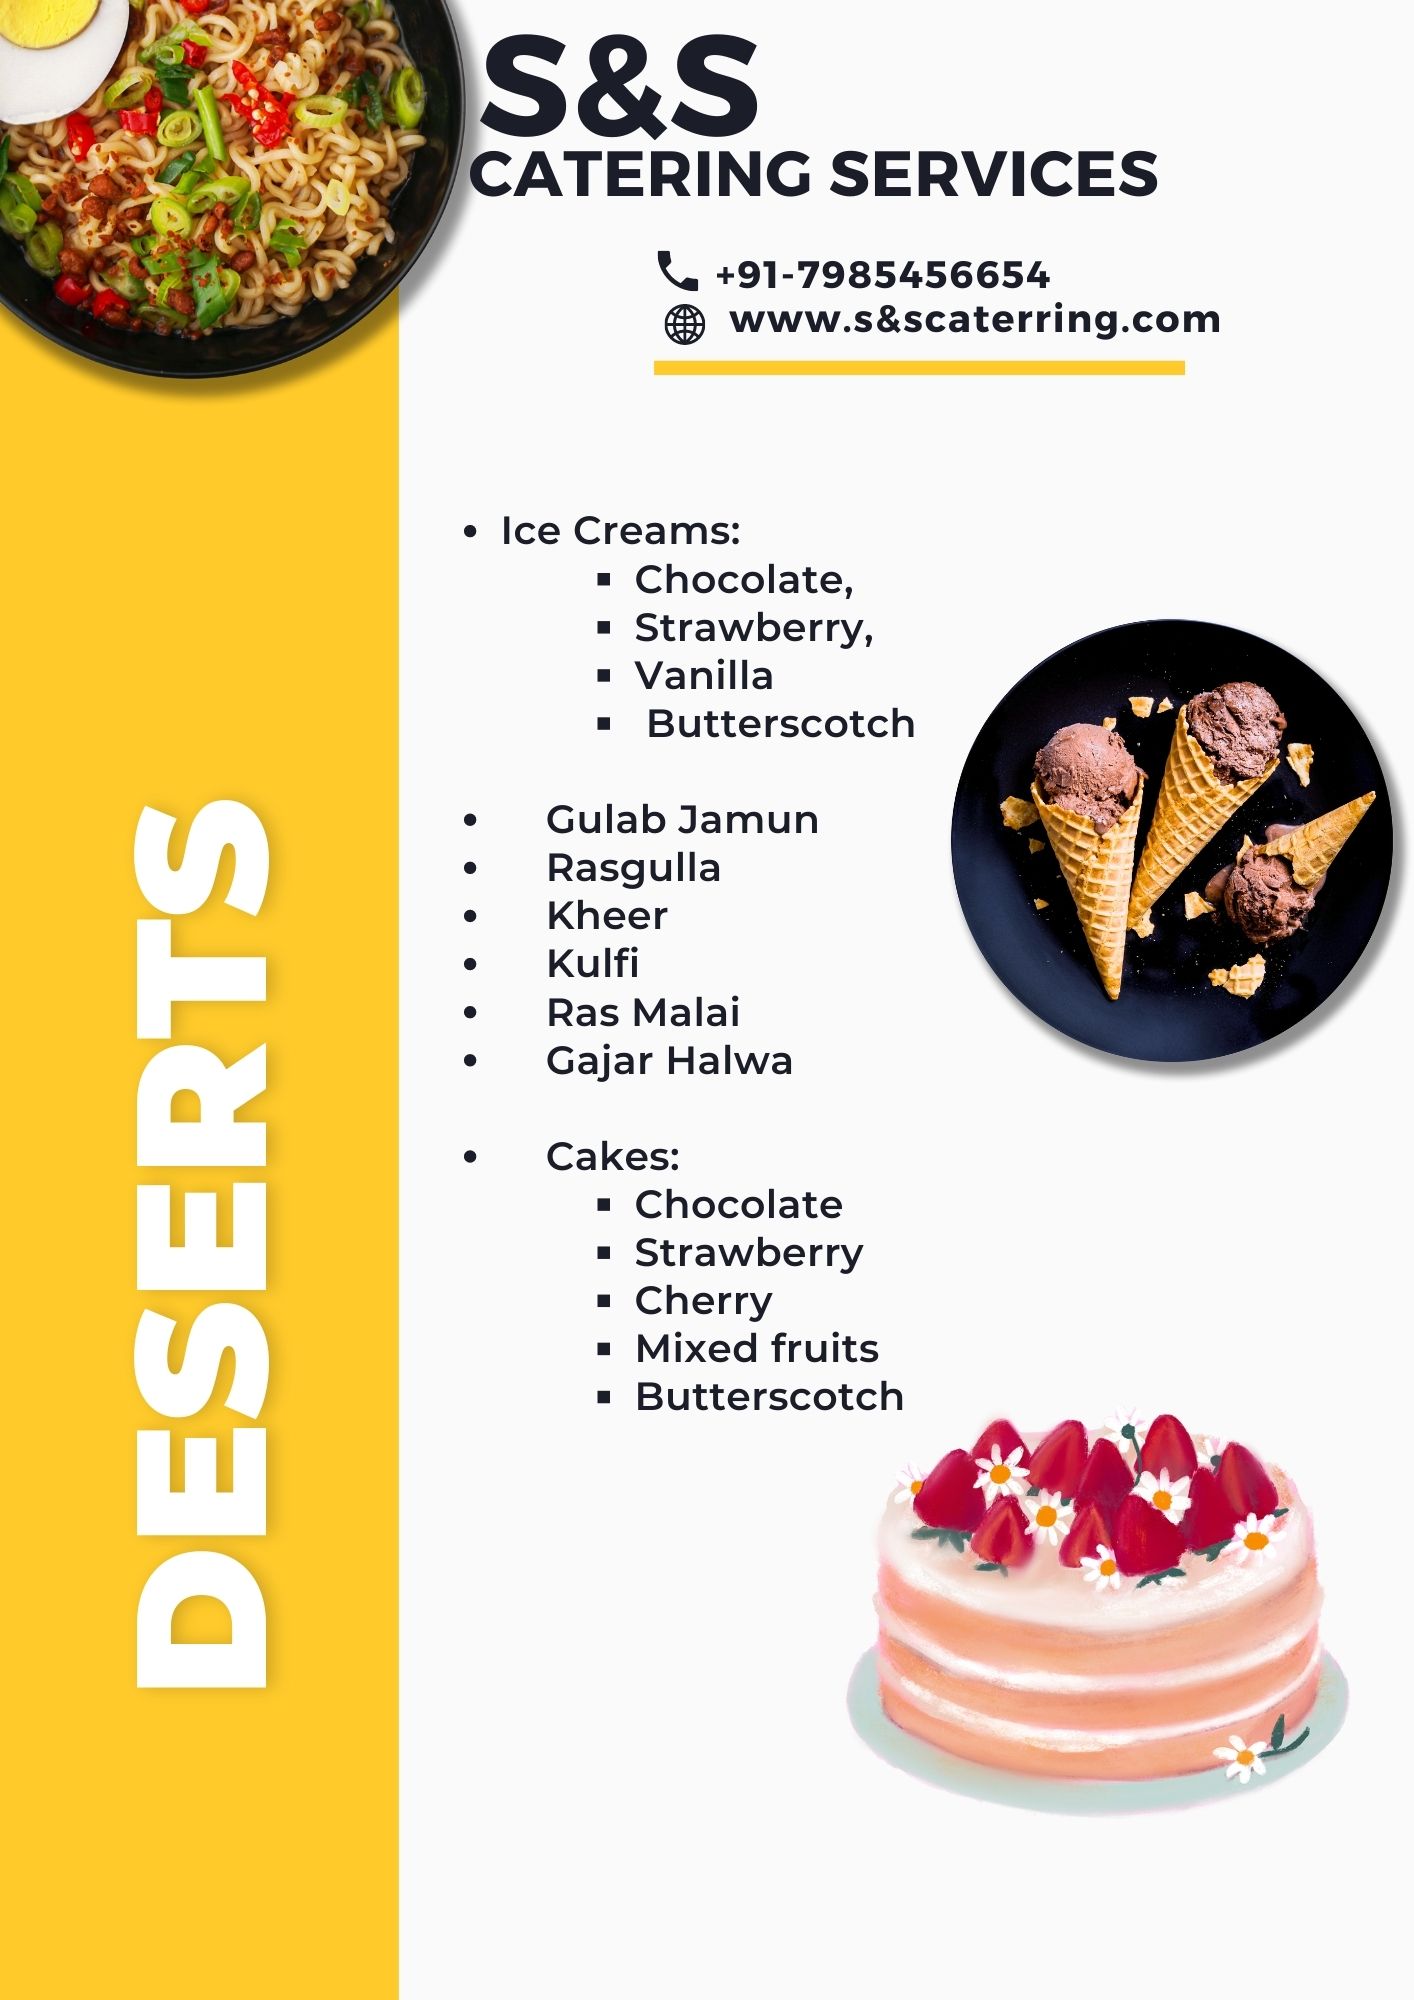 S&S
CATERING SERVICES
+91-7985456654
www.s&scaterring.com
DESERTS
• Ice Creams:
▪ Chocolate,
▪ Strawberry,
▪ Vanilla
▪ Butterscotch
• Gulab Jamun
• Rasgulla
• Kheer
• Kulfi
• Ras Malai
• Gajar Halwa
• Cakes:
▪ Chocolate
▪ Strawberry
▪ Cherry
▪ Mixed fruits
▪ Butterscotch